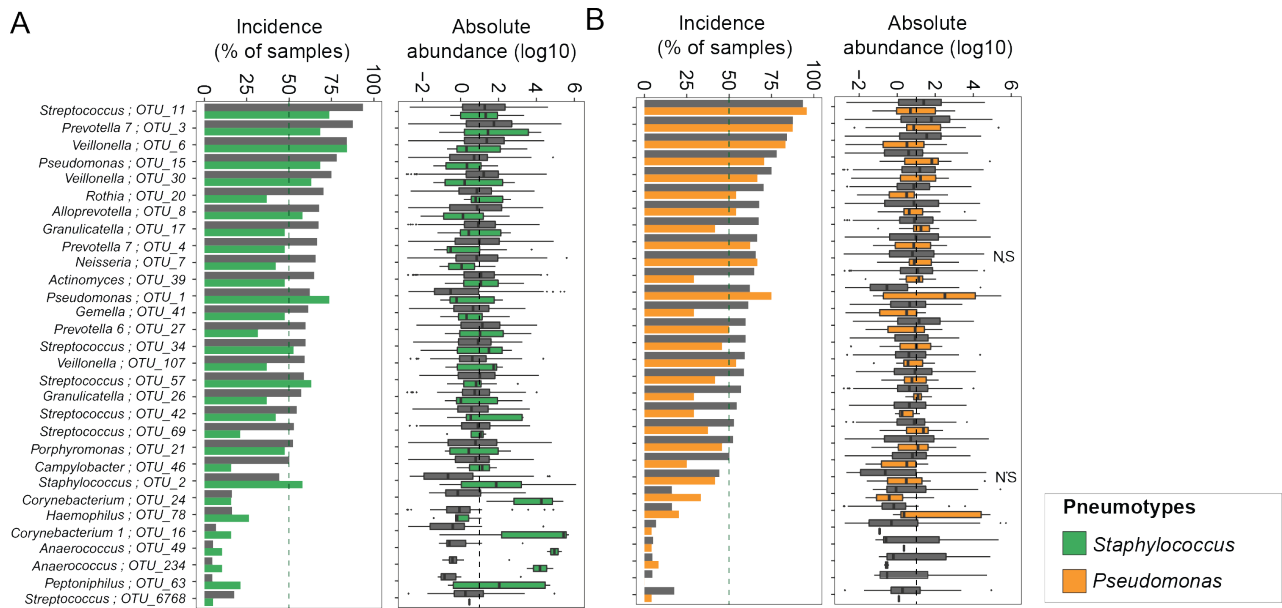 A
Incidence
(% of samples)
Absolute
abundance (log10)
B
Incidence
(% of samples)
Absolute
abundance (log10)
0
25
50
75
100
−2
0
2
4
6
0
25
50
75
100
−2
0
2
4
6
Streptococcus ; OTU_11
Prevotella 7 ; OTU_3
Veillonella ; OTU_6
Pseudomonas ; OTU_15
Veillonella ; OTU_30
Rothia ; OTU_20
Alloprevotella ; OTU_8
Granulicatella ; OTU_17
Prevotella 7 ; OTU_4
Neisseria ; OTU_7
Actinomyces ; OTU_39
Pseudomonas ; OTU_1
Gemella ; OTU_41
Prevotella 6 ; OTU_27
Streptococcus ; OTU_34
Veillonella ; OTU_107
Streptococcus ; OTU_57
Granulicatella ; OTU_26
Streptococcus ; OTU_42
Streptococcus ; OTU_69
Porphyromonas ; OTU_21
Campylobacter ; OTU_46
Staphylococcus ; OTU_2
Corynebacterium ; OTU_24
Haemophilus ; OTU_78
Corynebacterium 1 ; OTU_16
Anaerococcus ; OTU_49
Anaerococcus ; OTU_234
Peptoniphilus ; OTU_63
Streptococcus ; OTU_6768
N.S
N.S
Pneumotypes
Staphylococcus
Pseudomonas